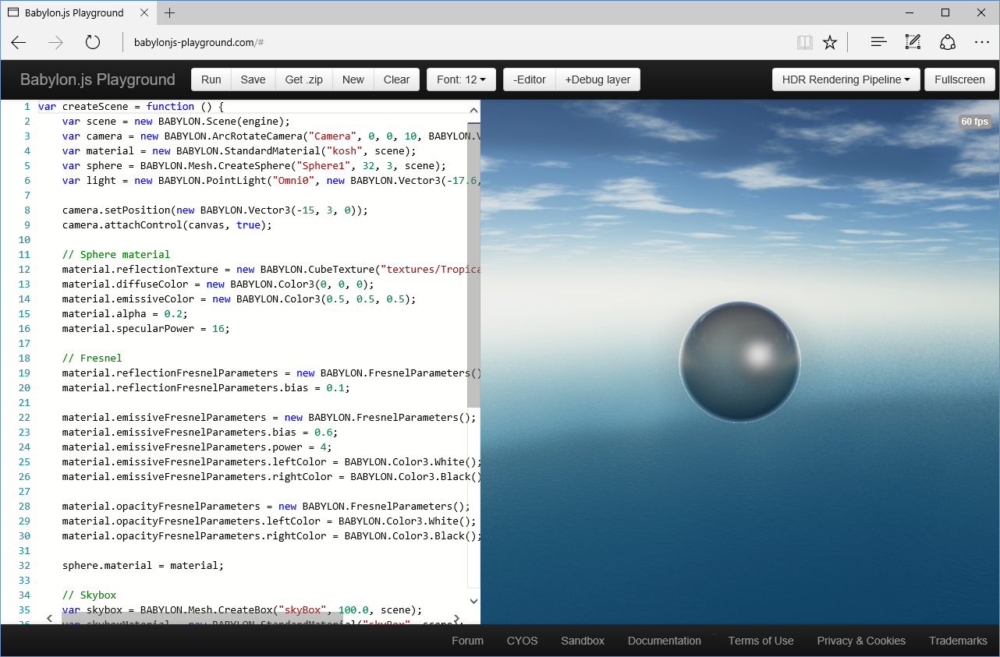 Babylon.js Playground
babylonjs-playground.com/#
Babylon.js Playground Run Save Get .zip New Clear Font: 12 -Editor +Debug layer HDR Rendering Pipeline Fullscreen
60 fps
1 var createScene = function () {
2 var scene = new BABYLON.Scene(engine);
3 var camera = new BABYLON.ArcRotateCamera("Camera", 0, 0, 10, BABYLON.V
4 var material = new BABYLON.StandardMaterial("kosh", scene);
5 var sphere = BABYLON.Mesh.CreateSphere("Sphere1", 32, 3, scene);
6 var light = new BABYLON.PointLight("Omni0", new BABYLON.Vector3(-17.6,
7
8 camera.setPosition(new BABYLON.Vector3(-15, 3, 0));
9 camera.attachControl(canvas, true);
10
11 // Sphere material
12 material.reflectionTexture = new BABYLON.CubeTexture("textures/Tropica
13 material.diffuseColor = new BABYLON.Color3(0, 0, 0);
14 material.emissiveColor = new BABYLON.Color3(0.5, 0.5, 0.5);
15 material.alpha = 0.2;
16 material.specularPower = 16;
17
18 // Fresnel
19 material.reflectionFresnelParameters = new BABYLON.FresnelParameters()
20 material.reflectionFresnelParameters.bias = 0.1;
21
22 material.emissiveFresnelParameters = new BABYLON.FresnelParameters();
23 material.emissiveFresnelParameters.bias = 0.6;
24 material.emissiveFresnelParameters.power = 4;
25 material.emissiveFresnelParameters.leftColor = BABYLON.Color3.White();
26 material.emissiveFresnelParameters.rightColor = BABYLON.Color3.Black()
27
28 material.opacityFresnelParameters = new BABYLON.FresnelParameters();
29 material.opacityFresnelParameters.leftColor = BABYLON.Color3.White();
30 material.opacityFresnelParameters.rightColor = BABYLON.Color3.Black();
31
32 sphere.material = material;
33
34 // Skybox
35 var skybox = BABYLON.Mesh.CreateBox("skyBox", 100.0, scene);
36 var skyboxMaterial = new BABYLON.StandardMaterial("skyBox", scene);
Forum CYOS Sandbox Documentation Terms of Use Privacy & Cookies Trademarks